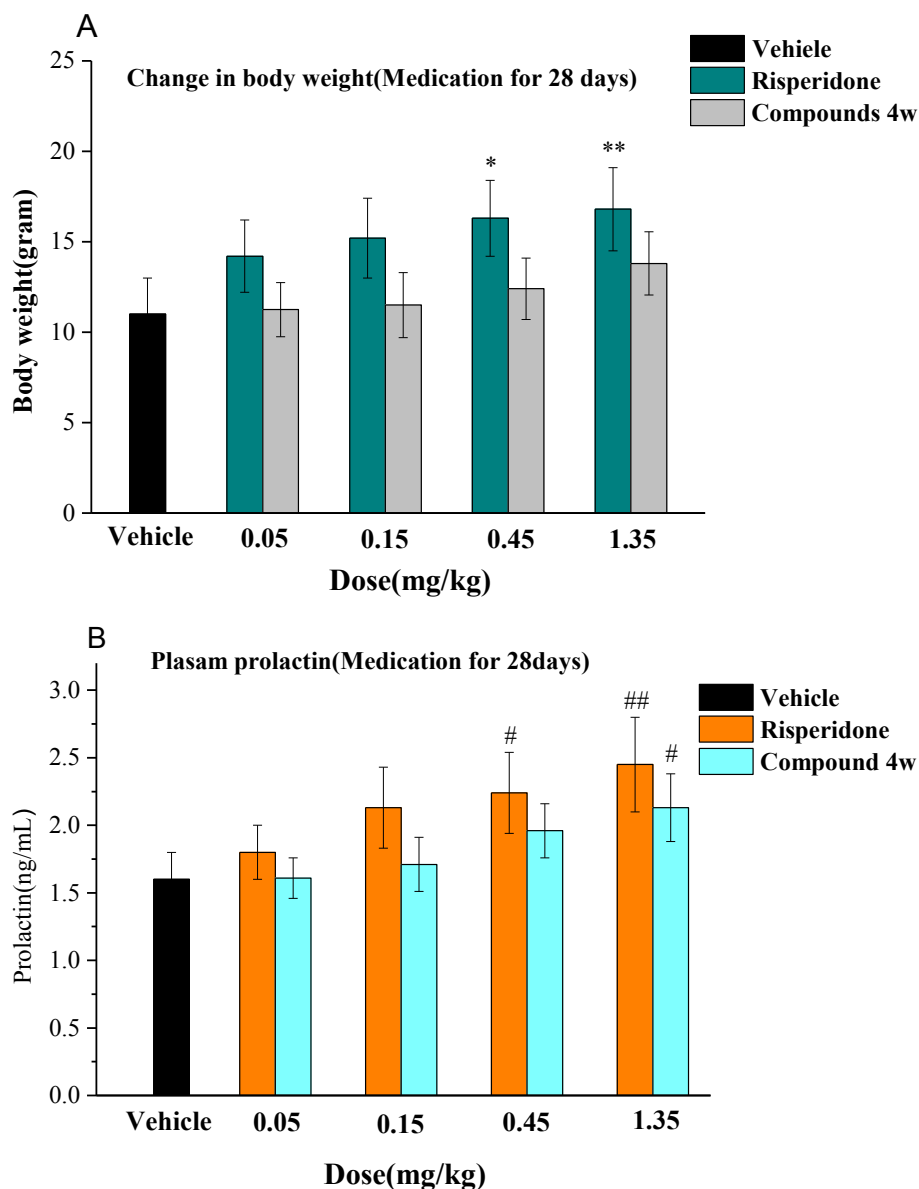 A
Change in body weight(Medication for 28 days)
Vehiele
Risperidone
Compounds 4w
25
20
15
10
5
0
Body weight(gram)
*
**
Vehicle
0.05
0.15
0.45
1.35
Dose(mg/kg)
B
Plasam prolactin(Medication for 28days)
Vehicle
Risperidone
Compound 4w
3.0
2.5
2.0
1.5
1.0
0.5
0.0
Prolactin(ng/mL)
#
##
#
Vehicle
0.05
0.15
0.45
1.35
Dose(mg/kg)